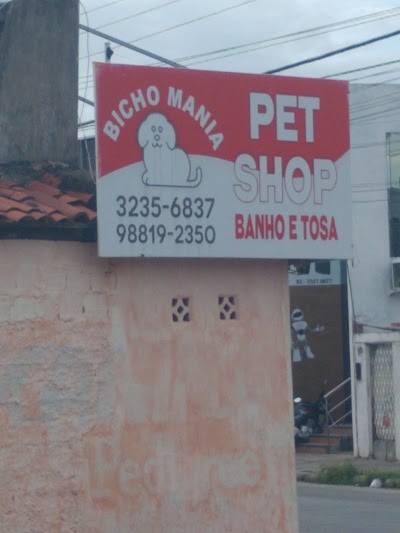 BICHO MANIA
PET
SHOP
3235-6837
98819-2350
BANHO E TOSA